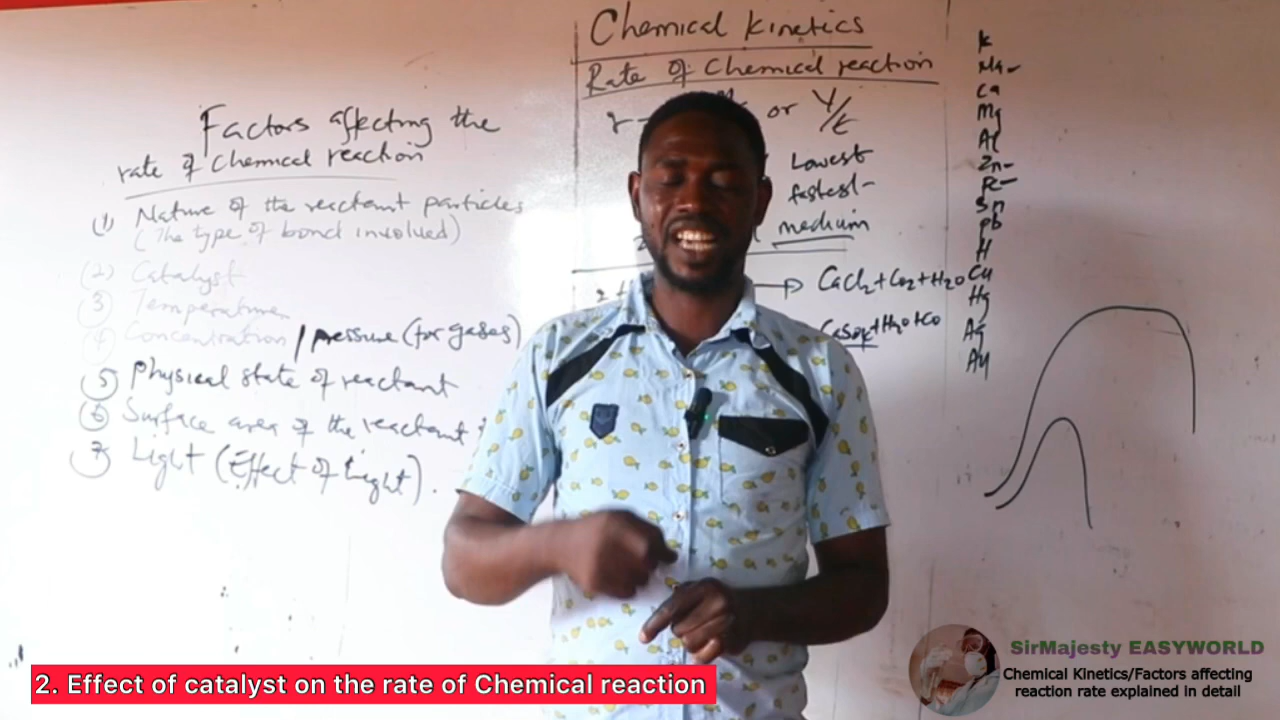 Factors affecting the
rate of Chemical reaction
(1) Nature of the reactant particles
(The type of bond involved)
(2) Catalyst
(3) Temperature
(4) Concentration / pressure (for gases)
(5) Physical state of reactant
(6) Surface area of the reactant
(7) Light (Effect of Light).
Chemical Kinetics
Rate of Chemical reaction
or V/t
Lowest
fastest
medium
CaCl2 + CO2 + H2O
K
Na
Ca
Mg
Al
Zn
Fe
Sn
Pb
H
Cu
Hg
Ag
Au
2. Effect of catalyst on the rate of Chemical reaction
SirMajesty EASYWORLD
Chemical Kinetics/Factors affecting
reaction rate explained in detail